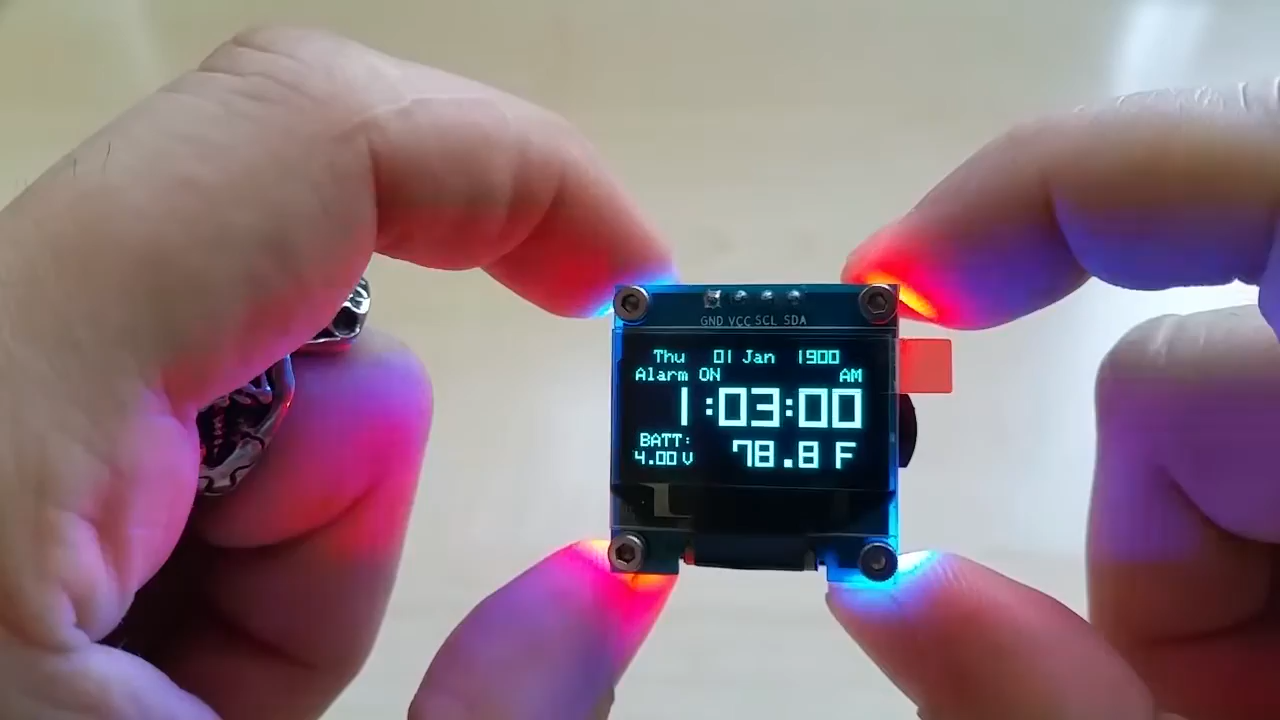 GND VCC SCL SDA
Thu 01 Jan 1900
Alarm ON AM
1:03:00
BATT:
4.00 V 78.8 F